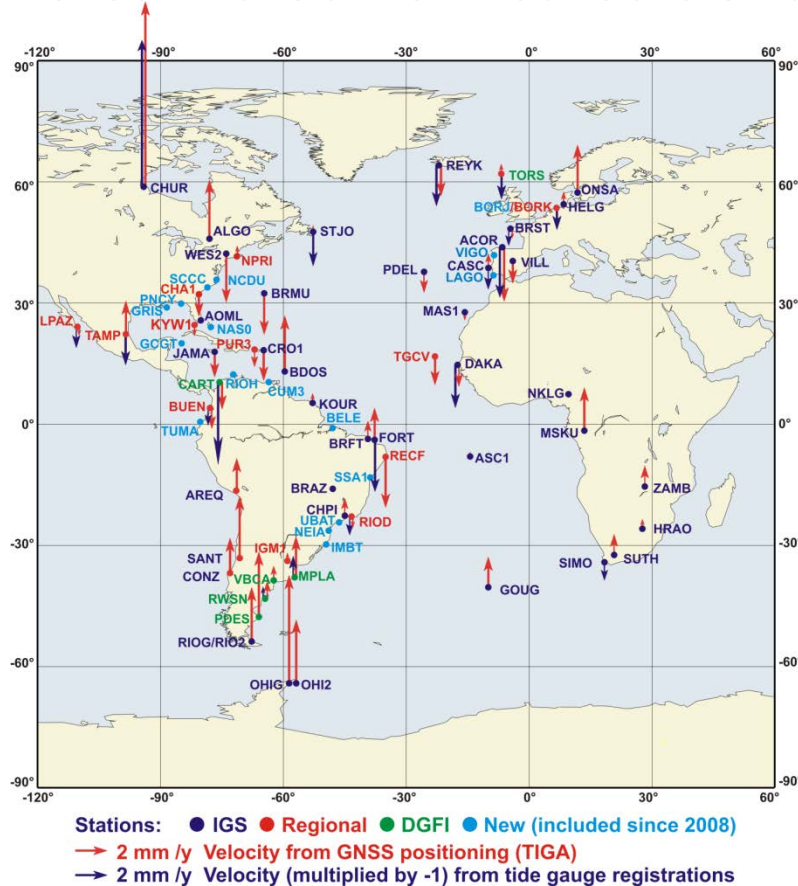 -120° -90° -60° -30° 0° 30° 60°
90° 90°
REYK TORS
CHUR ONSA
60° 60°
BORJ/BORK HELG
ALGO STJO BRST
ACOR
WES2 NPRI VIGO
SCCC NCDU PDEL CASC VILL
CHA1 BRMU LAGO
PNCY
30° 30°
GRIS AOML MAS1
LPAZ TAMP KYW1 NAS0
GCGT PUR3 CRO1
JAMA TGCV DAKA
BDOS
CART RIOH CUM3
NKLG
BUEN KOUR
BELE
0° 0°
TUMA MSKU
BRFT FORT
RECF ASC1
SSA1
AREQ BRAZ ZAMB
CHPI
UBAT RIOD HRAO
NEIA
-30° -30°
IMBT
SANT IGM1 SIMO SUTH
CONZ VBCA MPLA GOUG
RWSN
PDES
RIOG/RIO2
-60° -60°
OHIG OHI2
-90° -90°
-120° -90° -60° -30° 0° 30° 60°
Stations: IGS Regional DGFI New (included since 2008)
2 mm /y Velocity from GNSS positioning (TIGA)
2 mm /y Velocity (multiplied by -1) from tide gauge registrations